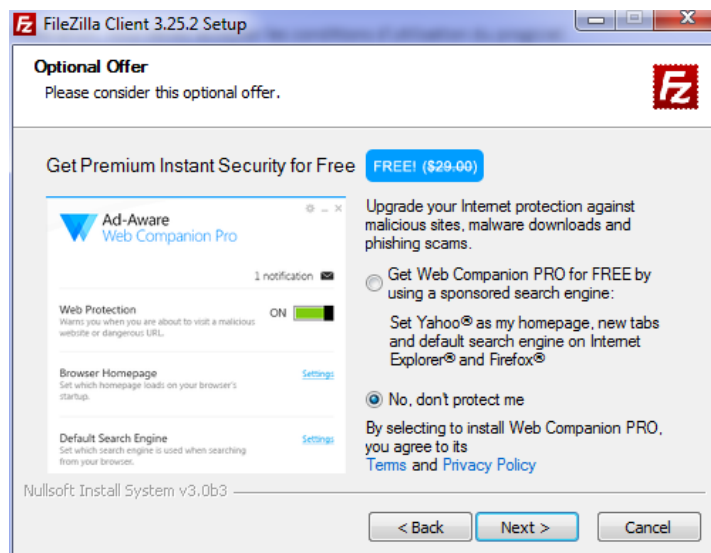 FileZilla Client 3.25.2 Setup
Optional Offer
Please consider this optional offer.
Get Premium Instant Security for Free
FREE! ($29.00)
Ad-Aware
Web Companion Pro
1 notification
Web Protection
Warns you when you are about to visit a malicious
website or dangerous URL.
ON
Browser Homepage
Settings
Set which homepage loads on your browser's
startup.
Default Search Engine
Settings
Set which search engine is used when searching
from your browser.
Upgrade your Internet protection against
malicious sites, malware downloads and
phishing scams.
Get Web Companion PRO for FREE by
using a sponsored search engine:
Set Yahoo® as my homepage, new tabs
and default search engine on Internet
Explorer® and Firefox®
No, don't protect me
By selecting to install Web Companion PRO,
you agree to its
Terms and Privacy Policy
Nullsoft Install System v3.0b3
< Back
Next >
Cancel